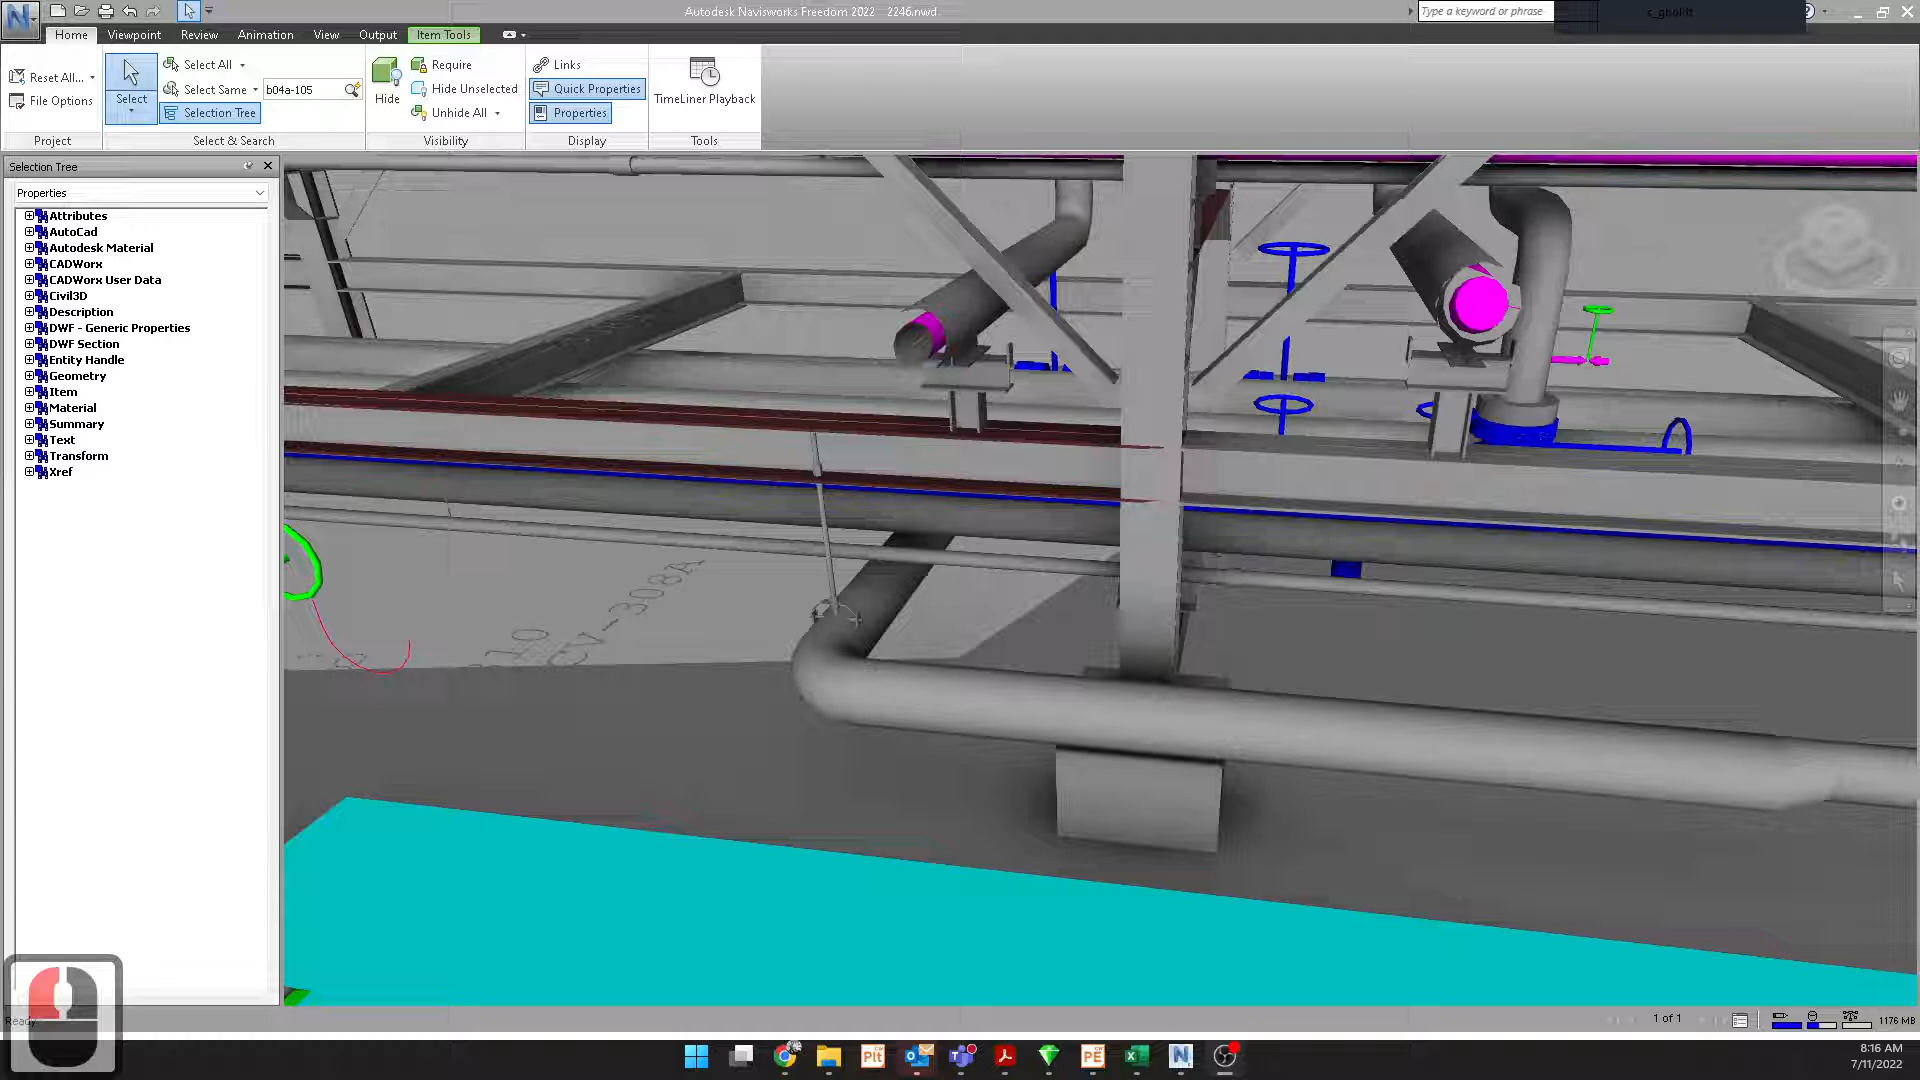 Autodesk Navisworks Freedom 2022 2246.nwd
Type a keyword or phrase
Home Viewpoint Review Animation View Output Item Tools
Reset All...
File Options
Project
Select
Select All
Select Same
b04a-105
Selection Tree
Select & Search
Hide
Require
Hide Unselected
Unhide All
Visibility
Links
Quick Properties
Properties
Display
TimeLiner Playback
Tools
Selection Tree
Properties
Attributes
AutoCad
Autodesk Material
CADWorx
CADWorx User Data
Civil3D
Description
DWF - Generic Properties
DWF Section
Entity Handle
Geometry
Item
Material
Summary
Text
Transform
Xref
CV-308A
Ready
1 of 1
1176 MB
Plt
PE
8:16 AM
7/11/2022